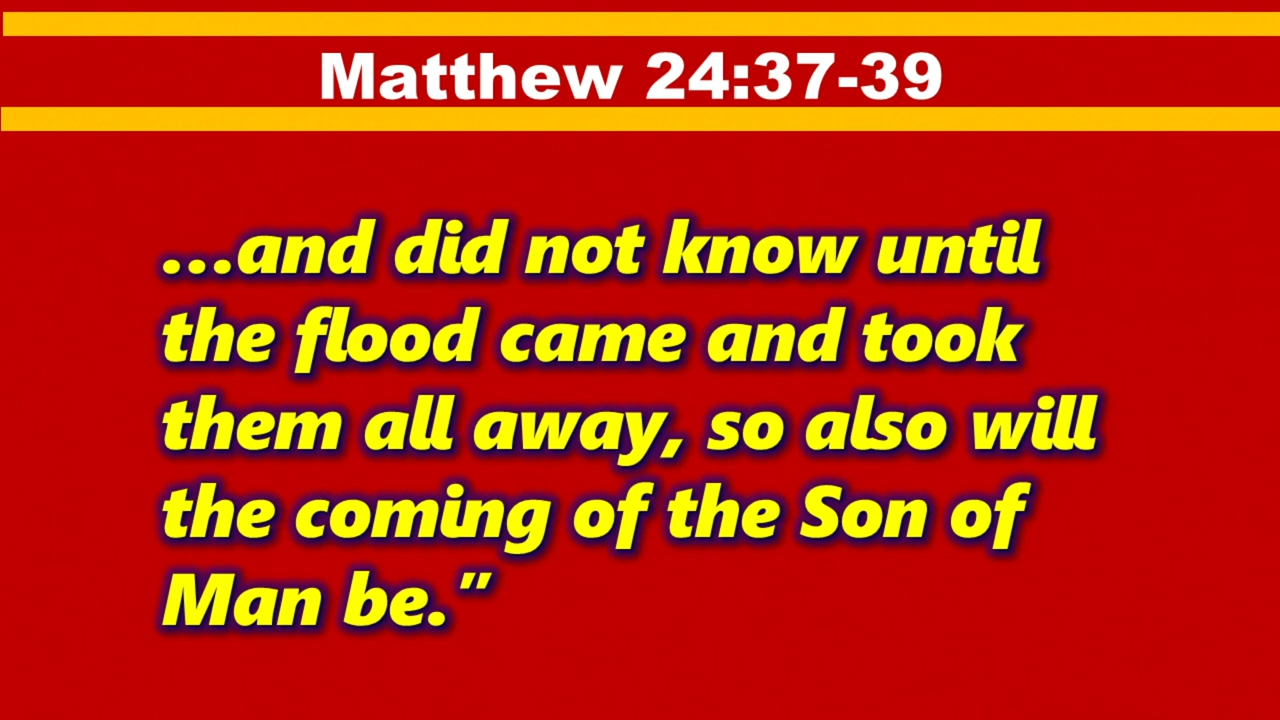 Matthew 24:37-39
...and did not know until
the flood came and took
them all away, so also will
the coming of the Son of
Man be.”